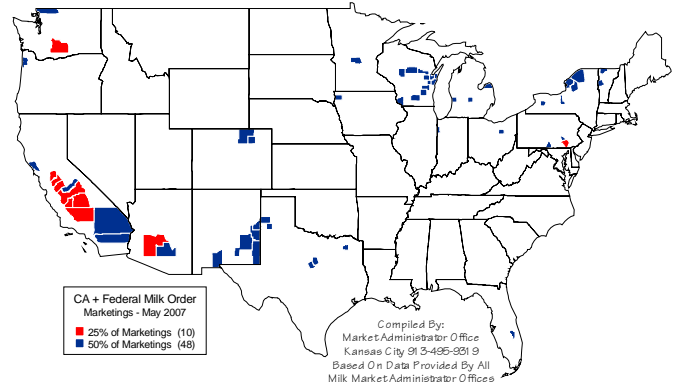 CA + Federal Milk Order
Marketings - May 2007
25% of Marketings (10)
50% of Marketings (48)
Compiled By:
Market Administrator Office
Kansas City 913-495-9319
Based On Data Provided By All
Milk Market Administrator Offices